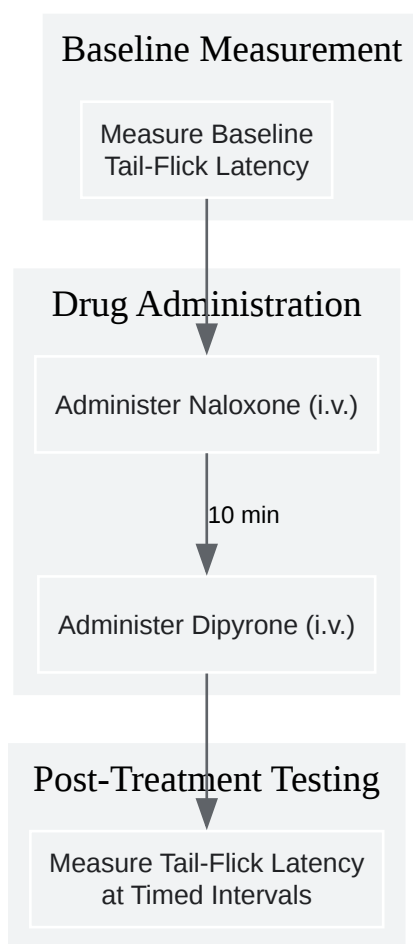 Baseline Measurement
Measure Baseline
Tail-Flick Latency
Drug Administration
Administer Naloxone (i.v.)
10 min
Administer Dipyrone (i.v.)
Post-Treatment Testing
Measure Tail-Flick Latency
at Timed Intervals